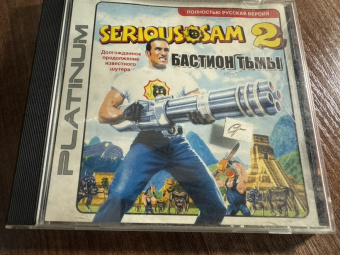 ПОЛНОСТЬЮ РУССКАЯ ВЕРСИЯ
SERIOUS SAM 2
Долгожданное
продолжение
известного
шутера
БАСТИОН ТЬМЫ
PLATINUM